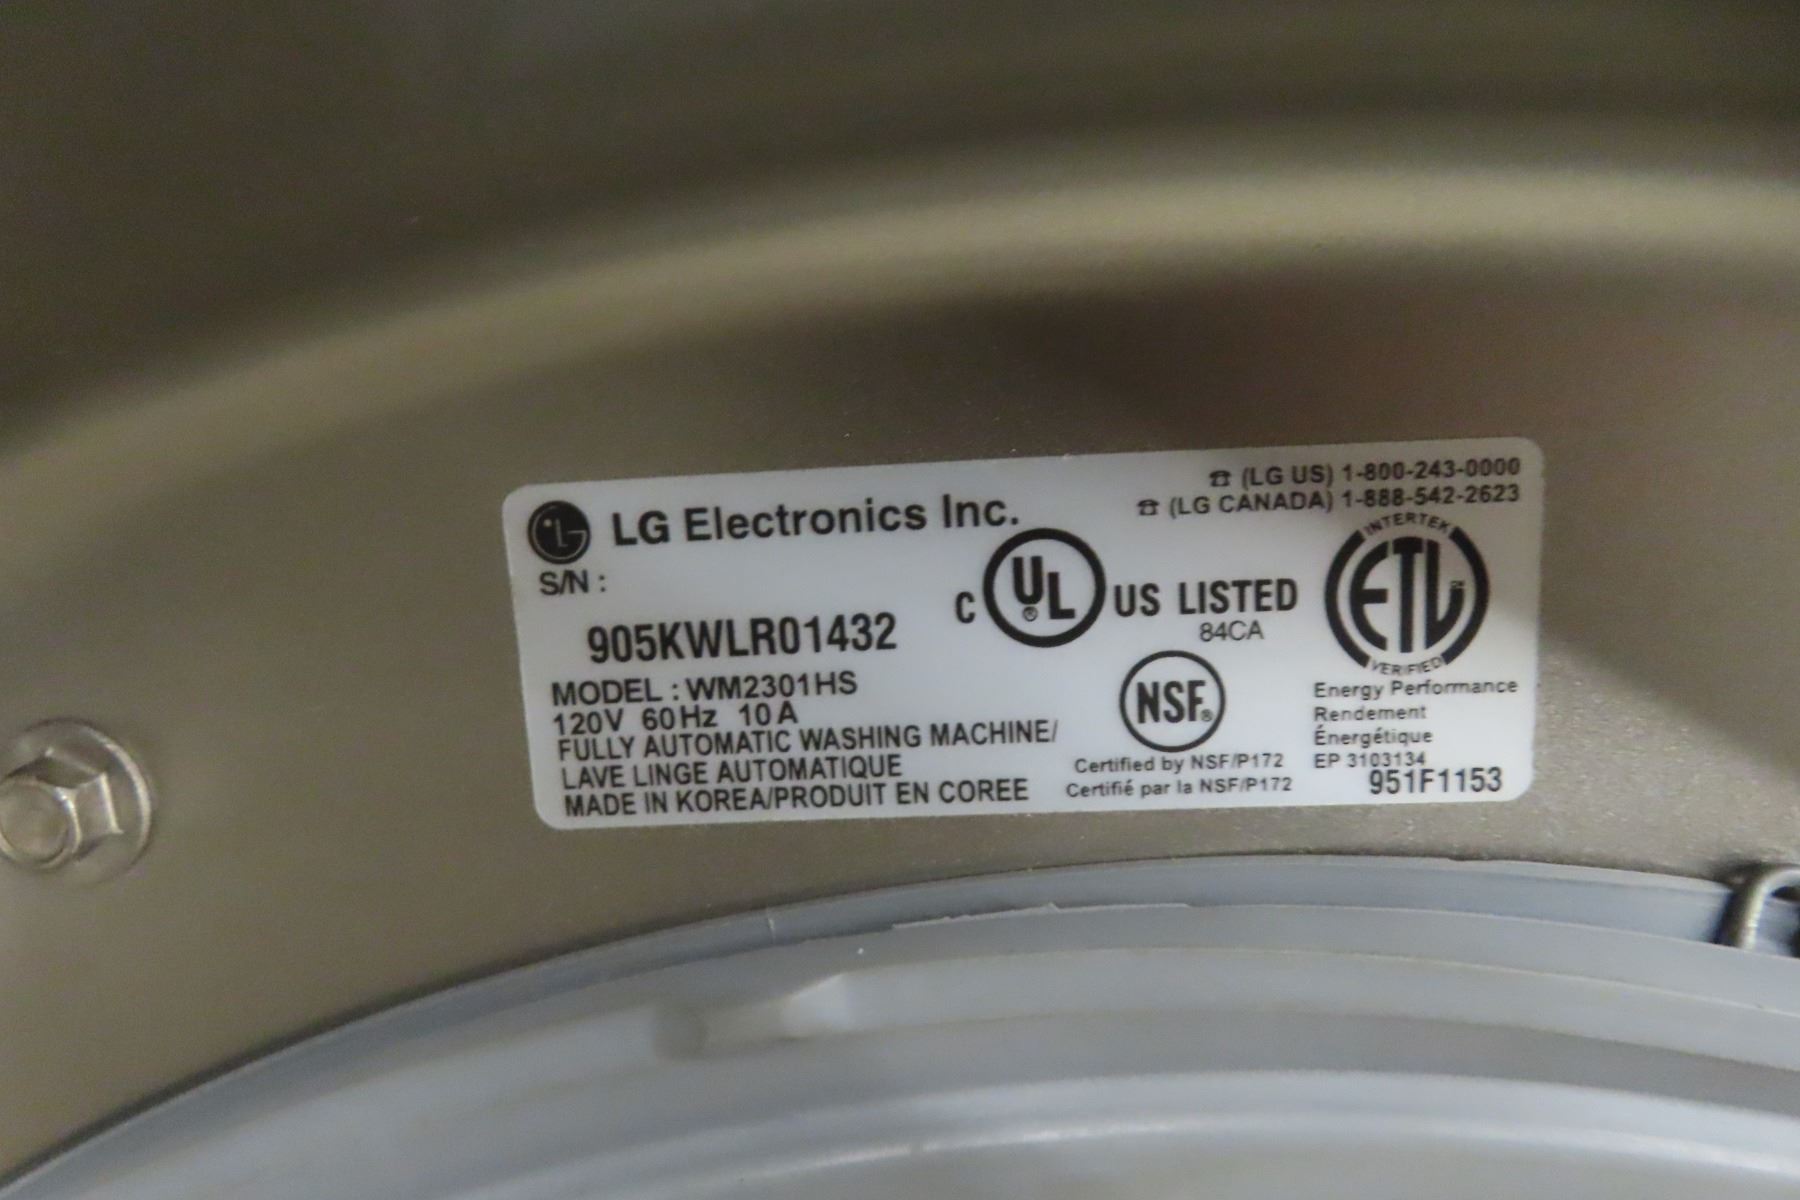 LG Electronics Inc.
☎ (LG US) 1-800-243-0000
☎ (LG CANADA) 1-888-542-2623
S/N :
905KWLR01432
MODEL : WM2301HS
120V 60Hz 10A
FULLY AUTOMATIC WASHING MACHINE/
LAVE LINGE AUTOMATIQUE
MADE IN KOREA/PRODUIT EN COREE
C UL® US LISTED
84CA
NSF®
Certified by NSF/P172
Certifié par la NSF/P172
INTERTEK
ETL
VERIFIED
Energy Performance
Rendement
Énergétique
EP 3103134
951F1153